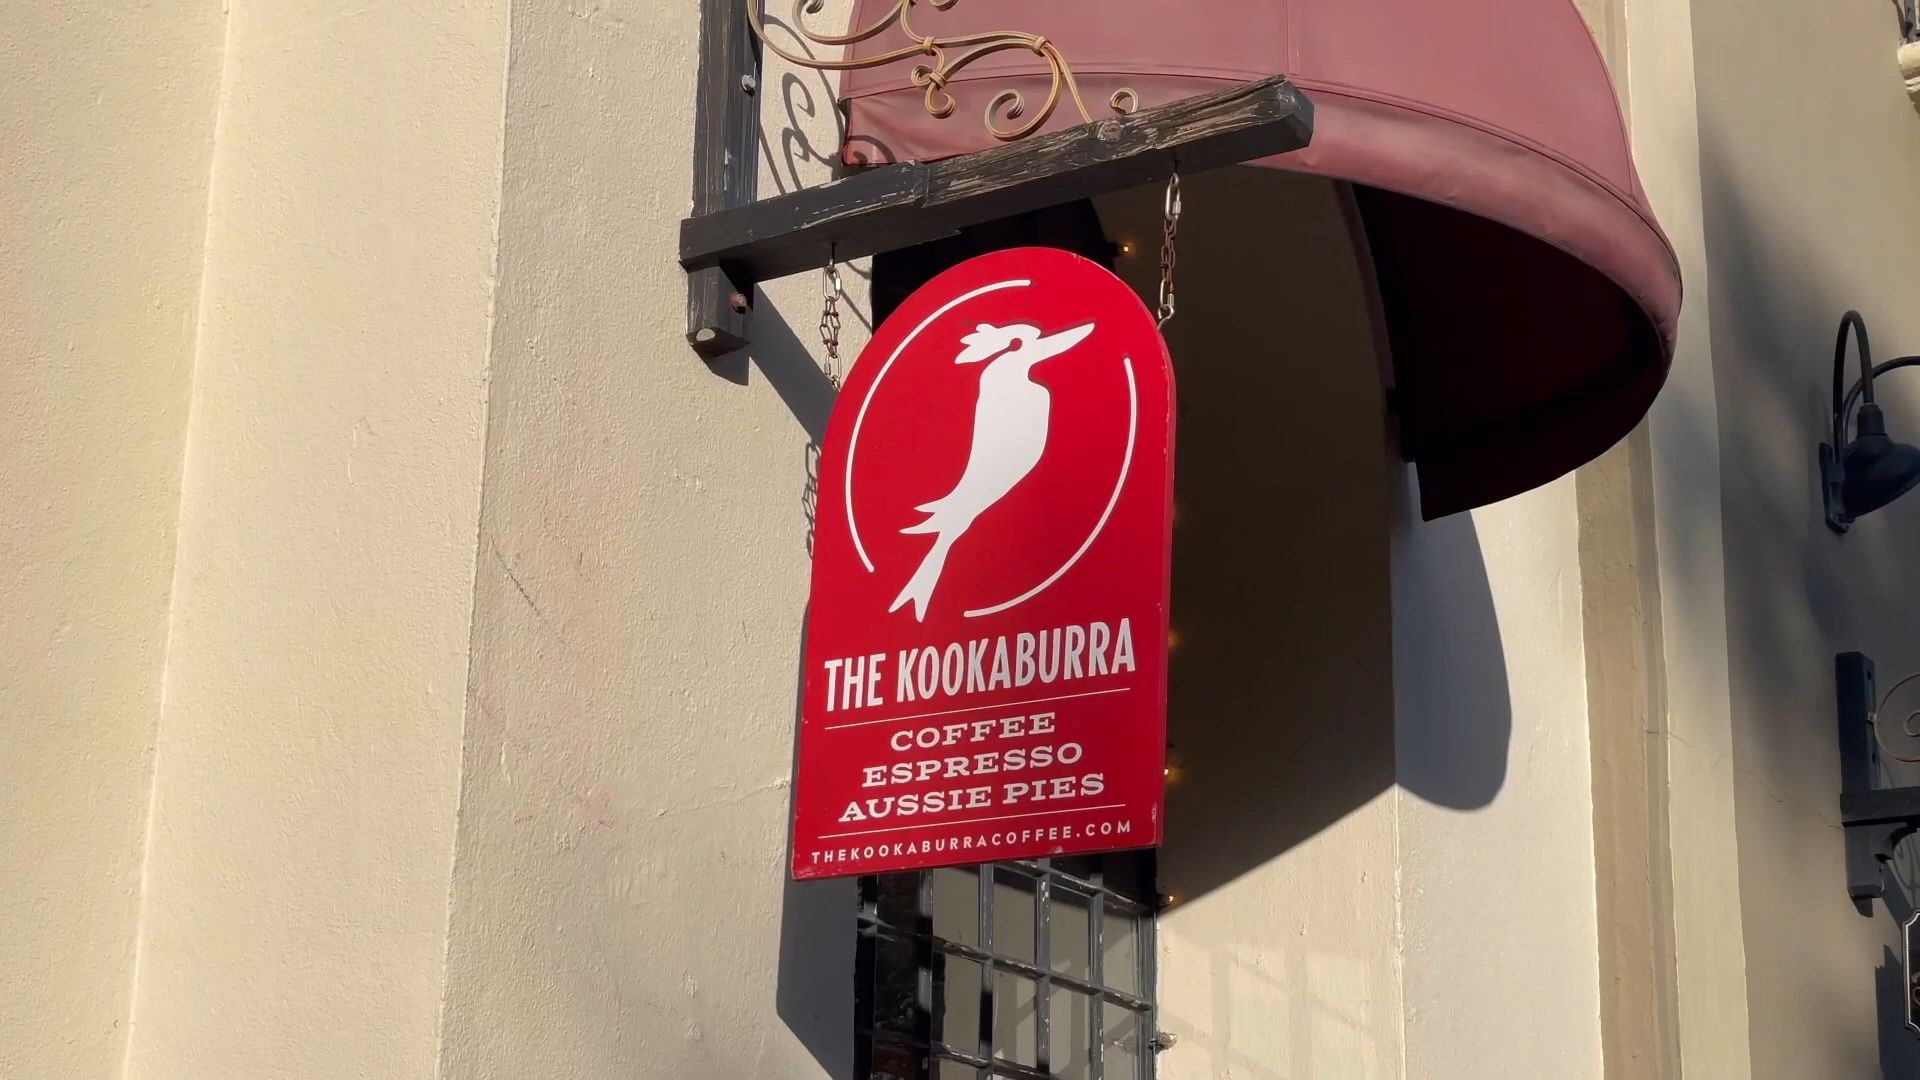 THE KOOKABURRA
COFFEE
ESPRESSO
AUSSIE PIES
THEKOOKABURRACOFFEE.COM